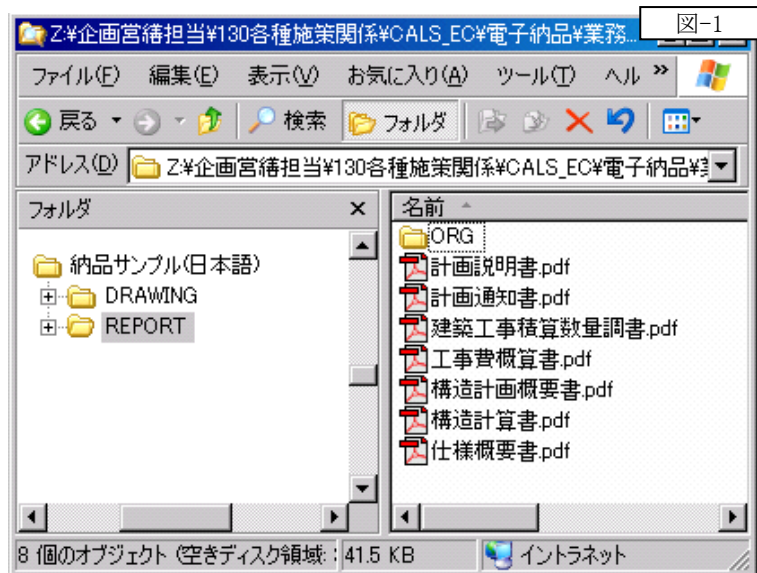 図-1
Z:¥企画営繕担当¥130各種施策関係¥CALS_EC¥電子納品¥業務...
ファイル(F) 編集(E) 表示(V) お気に入り(A) ツール(T) ヘル »
戻る 検索 フォルダ
アドレス(D) Z:¥企画営繕担当¥130各種施策関係¥CALS_EC¥電子納品¥
フォルダ x
納品サンプル(日本語)
DRAWING
REPORT
名前
ORG
計画説明書.pdf
計画通知書.pdf
建築工事積算数量調書.pdf
工事費概算書.pdf
構造計画概要書.pdf
構造計算書.pdf
仕様概要書.pdf
8 個のオブジェクト (空きディスク領域: 41.5 KB イントラネット